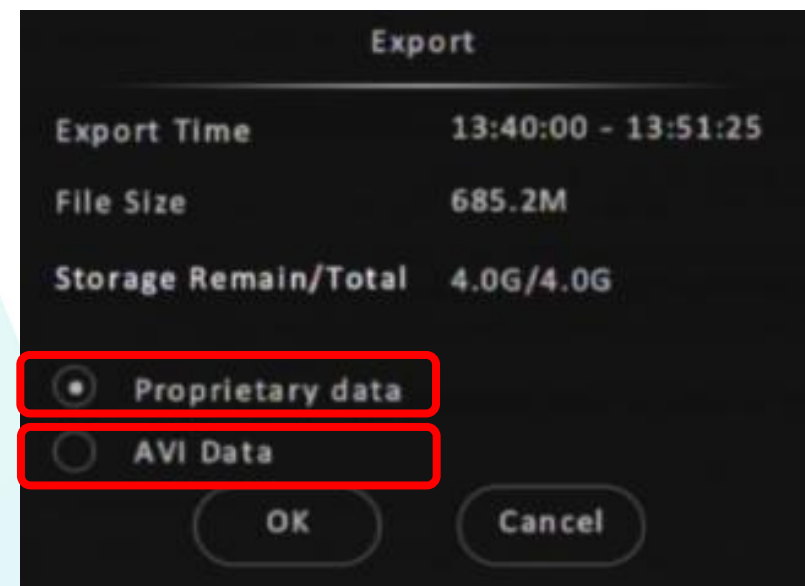 Export
Export Time 13:40:00 - 13:51:25
File Size 685.2M
Storage Remain/Total 4.0G/4.0G
Proprietary data
AVI Data
OK Cancel